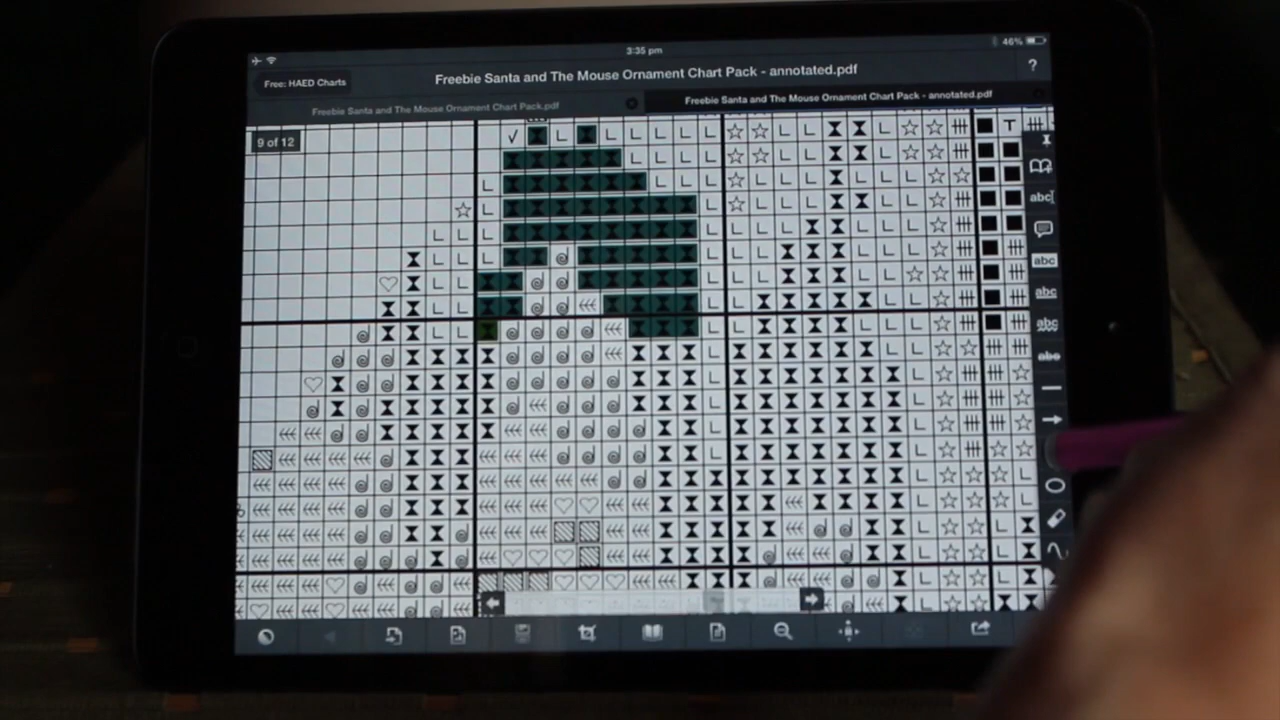 3:35 pm
46%
Free: HAED Charts
Freebie Santa and The Mouse Ornament Chart Pack - annotated.pdf
?
Freebie Santa and The Mouse Ornament Chart Pack.pdf
Freebie Santa and The Mouse Ornament Chart Pack - annotated.pdf
9 of 12
abc
abc
abc
abc
abc